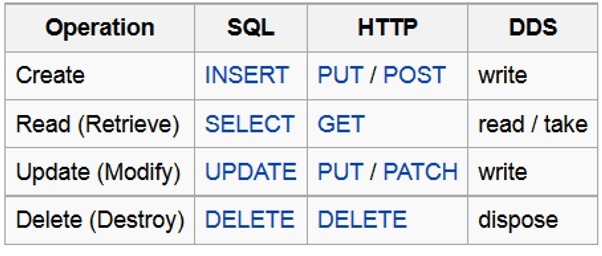 Operation SQL HTTP DDS
Create INSERT PUT / POST write
Read (Retrieve) SELECT GET read / take
Update (Modify) UPDATE PUT / PATCH write
Delete (Destroy) DELETE DELETE dispose